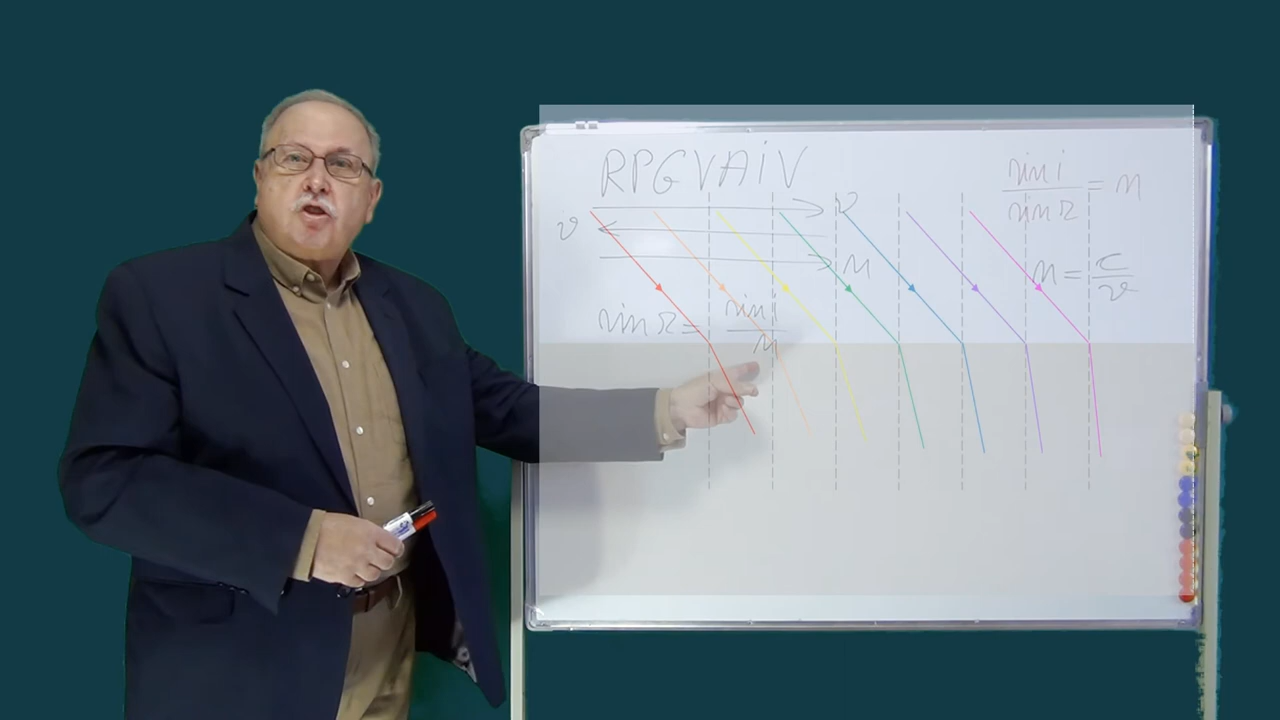 RPGVAIV
ν
v
n
sin i / sin r = n
n = c / v
sin r = sin i / n